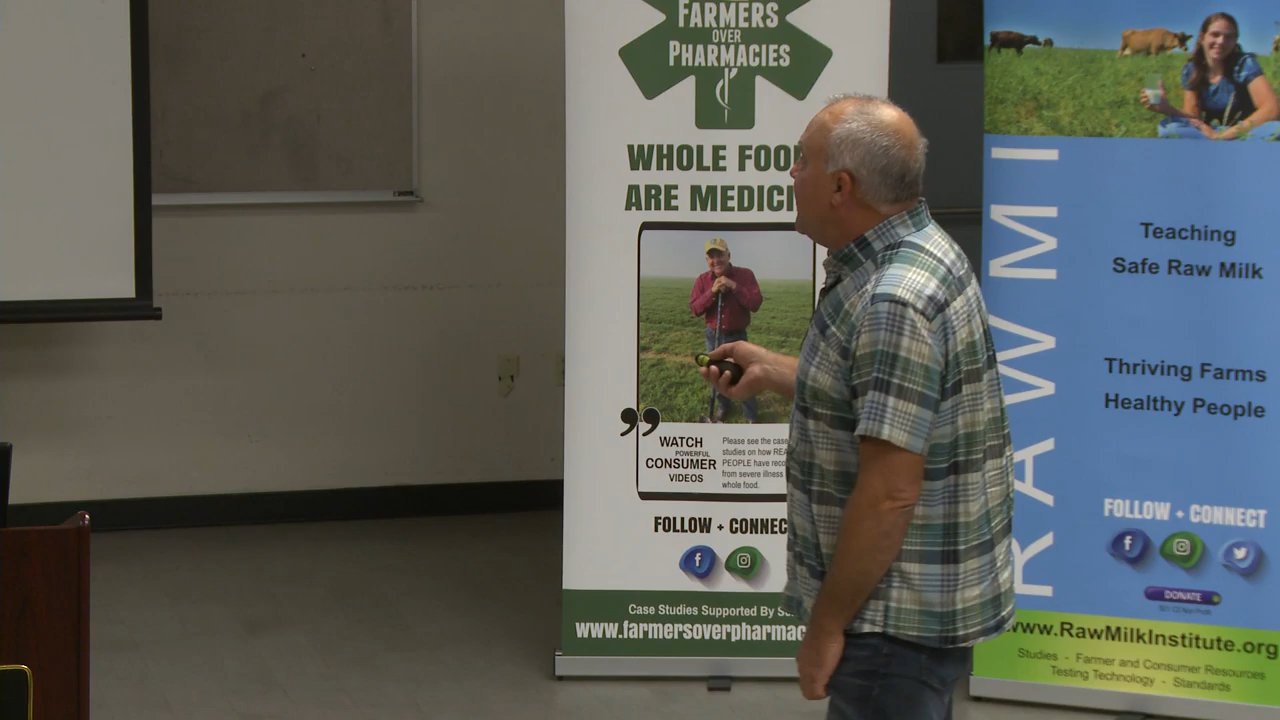 FARMERS
OVER
PHARMACIES
WHOLE FOO
ARE MEDICI
WATCH
POWERFUL
CONSUMER
VIDEOS
Please see the case
studies on how REA
PEOPLE have reco
from severe illness
whole food.
FOLLOW + CONNEC
Case Studies Supported By Sc
www.farmersoverpharmac
RAWMI
Teaching
Safe Raw Milk
Thriving Farms
Healthy People
FOLLOW + CONNECT
DONATE
www.RawMilkInstitute.org
Studies - Farmer and Consumer Resources
Testing Technology - Standards